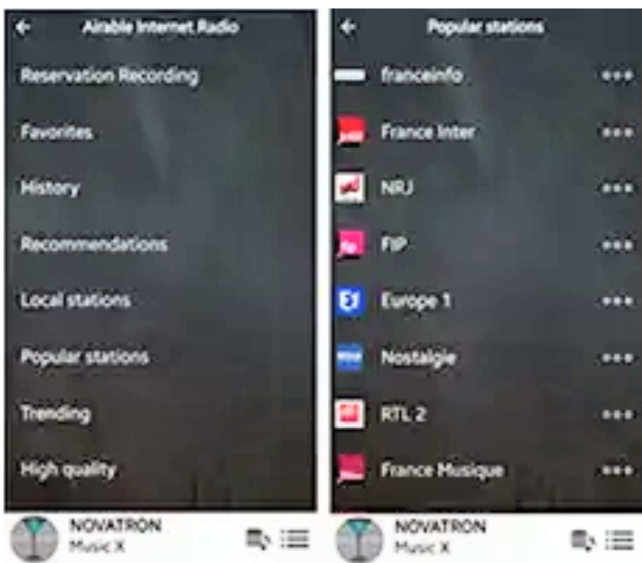 Airable Internet Radio
Reservation Recording
Favorites
History
Recommendations
Local stations
Popular stations
Trending
High quality
NOVATRON
Music X
Popular stations
franceinfo
France Inter
NRJ
FIP
Europe 1
Nostalgie
RTL 2
France Musique
NOVATRON
Music X